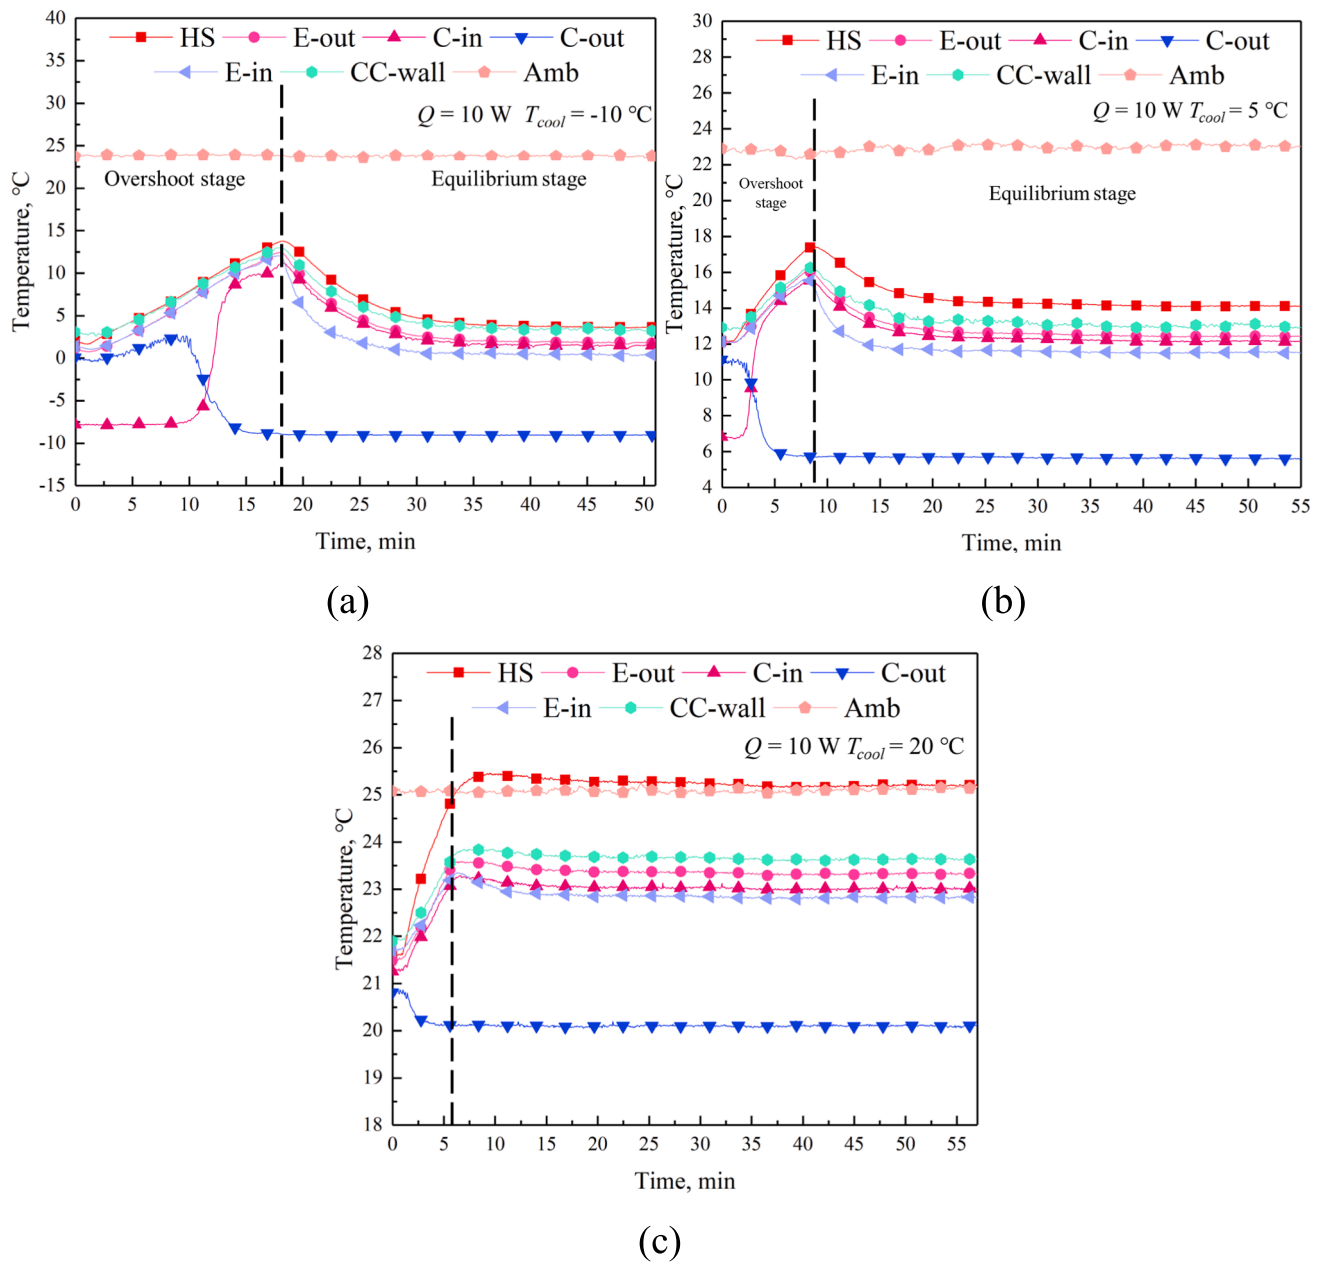 HS E-out C-in C-out
E-in CC-wall Amb
Q = 10 W T_cool = -10 °C
Overshoot stage
Equilibrium stage
Temperature, °C
40
35
30
25
20
15
10
5
0
-5
-10
-15
0 5 10 15 20 25 30 35 40 45 50
Time, min
(a)
HS E-out C-in C-out
E-in CC-wall Amb
Q = 10 W T_cool = 5 °C
Overshoot
stage
Equilibrium stage
Temperature, °C
30
28
26
24
22
20
18
16
14
12
10
8
6
4
0 5 10 15 20 25 30 35 40 45 50 55
Time, min
(b)
HS E-out C-in C-out
E-in CC-wall Amb
Q = 10 W T_cool = 20 °C
Temperature, °C
28
27
26
25
24
23
22
21
20
19
18
0 5 10 15 20 25 30 35 40 45 50 55
Time, min
(c)